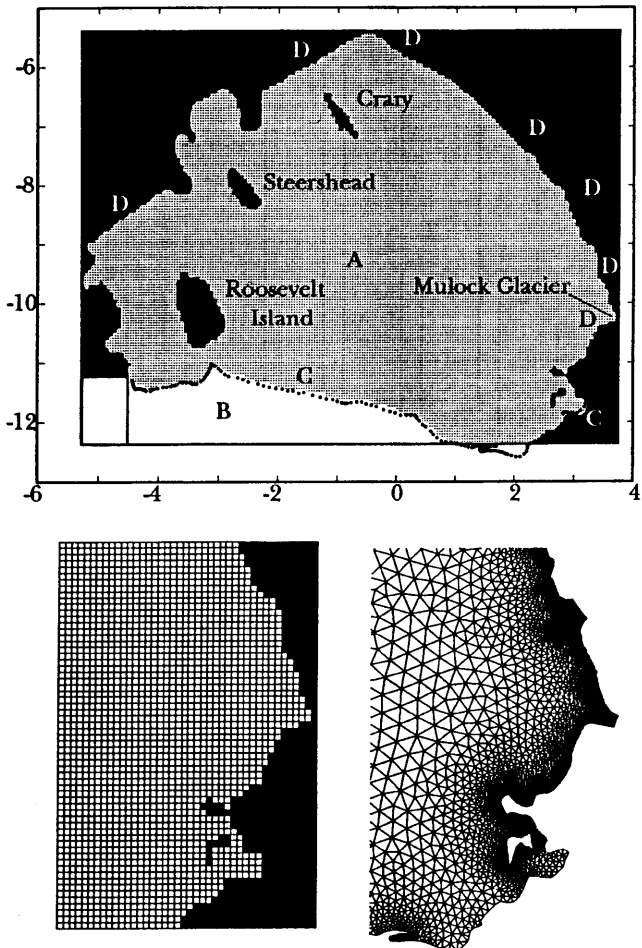 -6
-8
-10
-12
-6
-4
-2
0
2
4
D
D
Crary
D
Steershead
D
D
A
D
Roosevelt
Island
Mulock Glacier
D
C
C
B